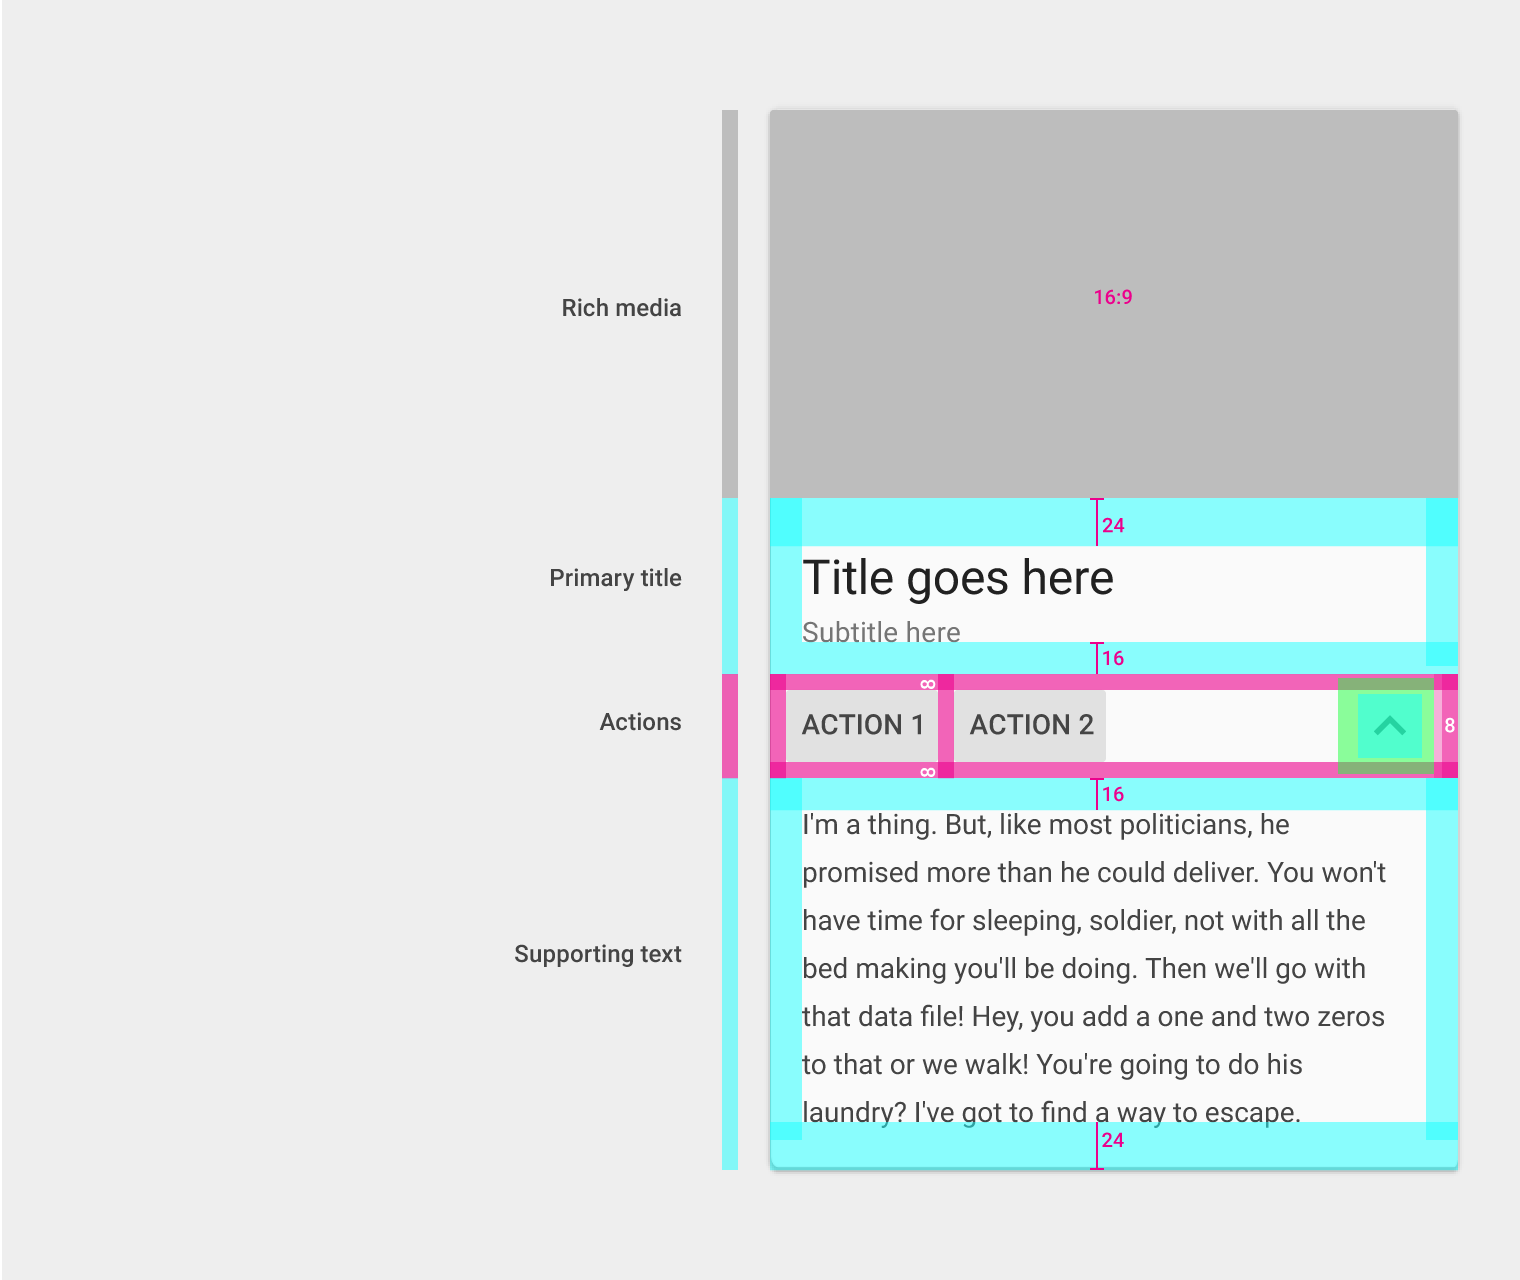 Rich media
16:9
24
Primary title
Title goes here
Subtitle here
16
8
Actions
ACTION 1
ACTION 2
8
8
16
Supporting text
I'm a thing. But, like most politicians, he
promised more than he could deliver. You won't
have time for sleeping, soldier, not with all the
bed making you'll be doing. Then we'll go with
that data file! Hey, you add a one and two zeros
to that or we walk! You're going to do his
laundry? I've got to find a way to escape.
24